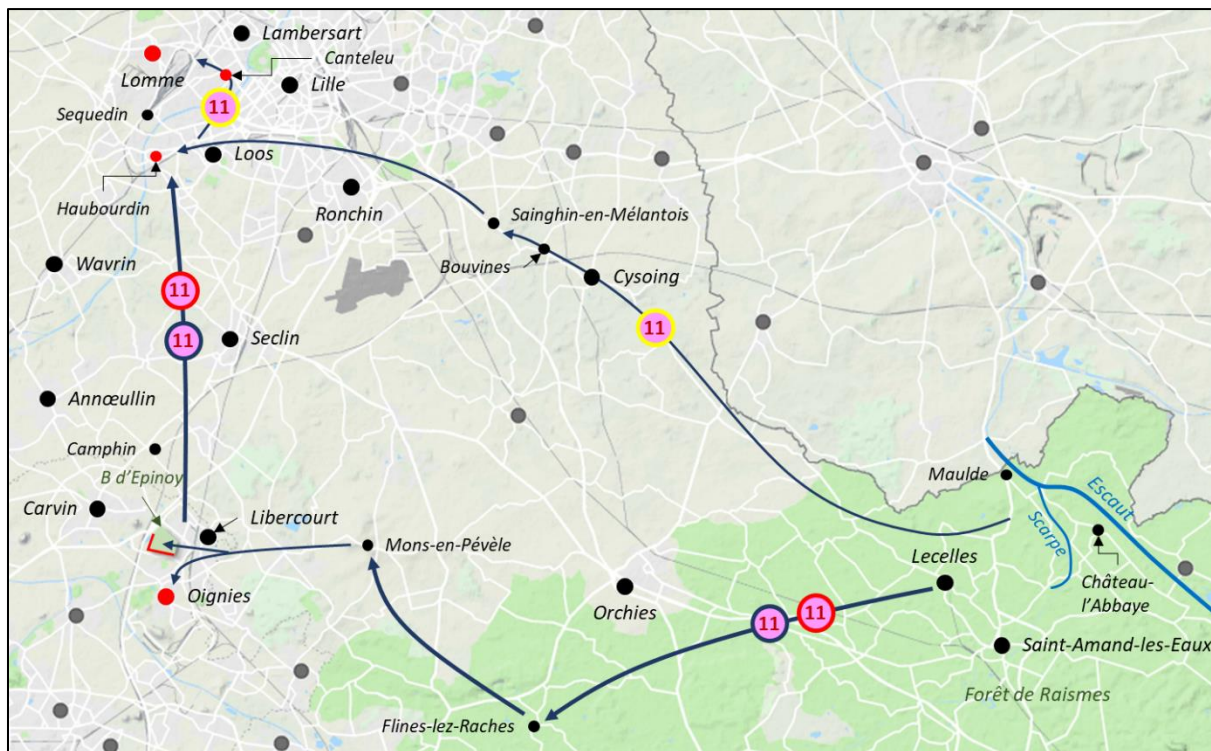 Lambersart
Canteleu
Lomme
Lille
11
Sequedin
Loos
Haubourdin
Ronchin
Sainghin-en-Mélantois
Bouvines
Wavrin
Cysoing
11
11
11
Seclin
Annœullin
Camphin
B d'Epinoy
Maulde
Escaut
Carvin
Libercourt
Scarpe
Mons-en-Pévèle
Lecelles
Château-
l'Abbaye
Oignies
Orchies
11
11
Saint-Amand-les-Eaux
Forêt de Raismes
Flines-lez-Raches